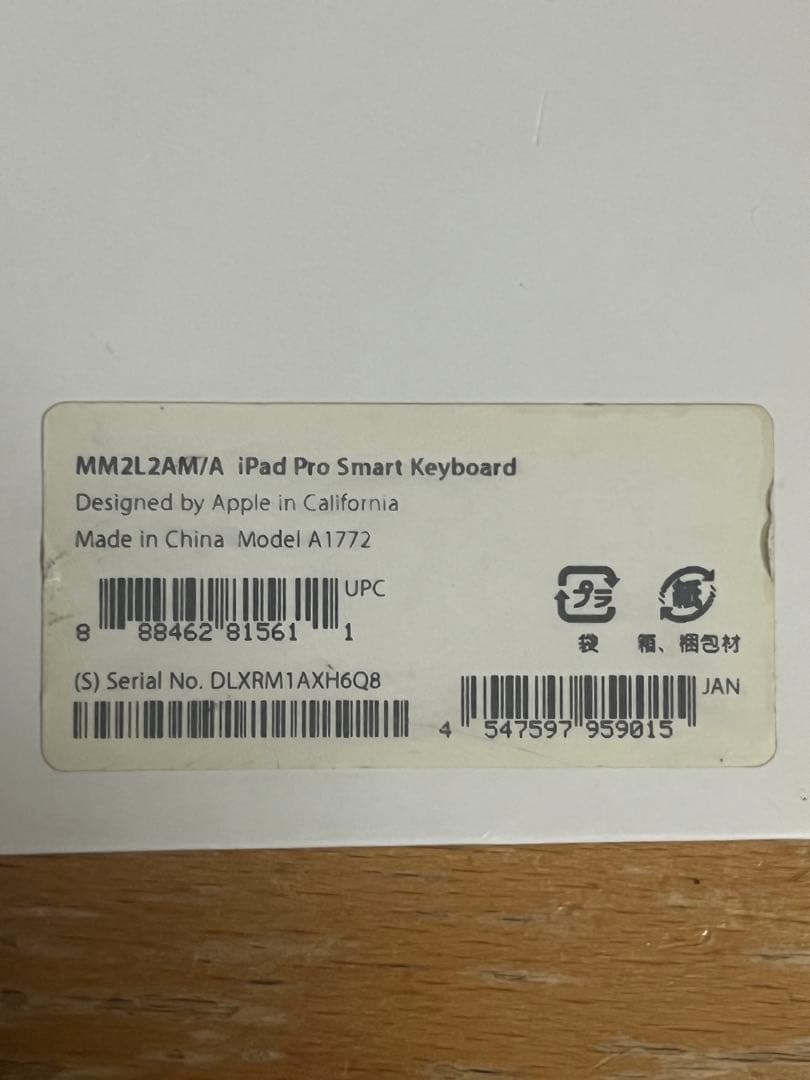 MM2L2AM/A iPad Pro Smart Keyboard
Designed by Apple in California
Made in China Model A1772
UPC
8 88462 81561 1
プラ
紙
袋 箱、梱包材
(S) Serial No. DLXRM1AXH6Q8
JAN
4 547597 959015